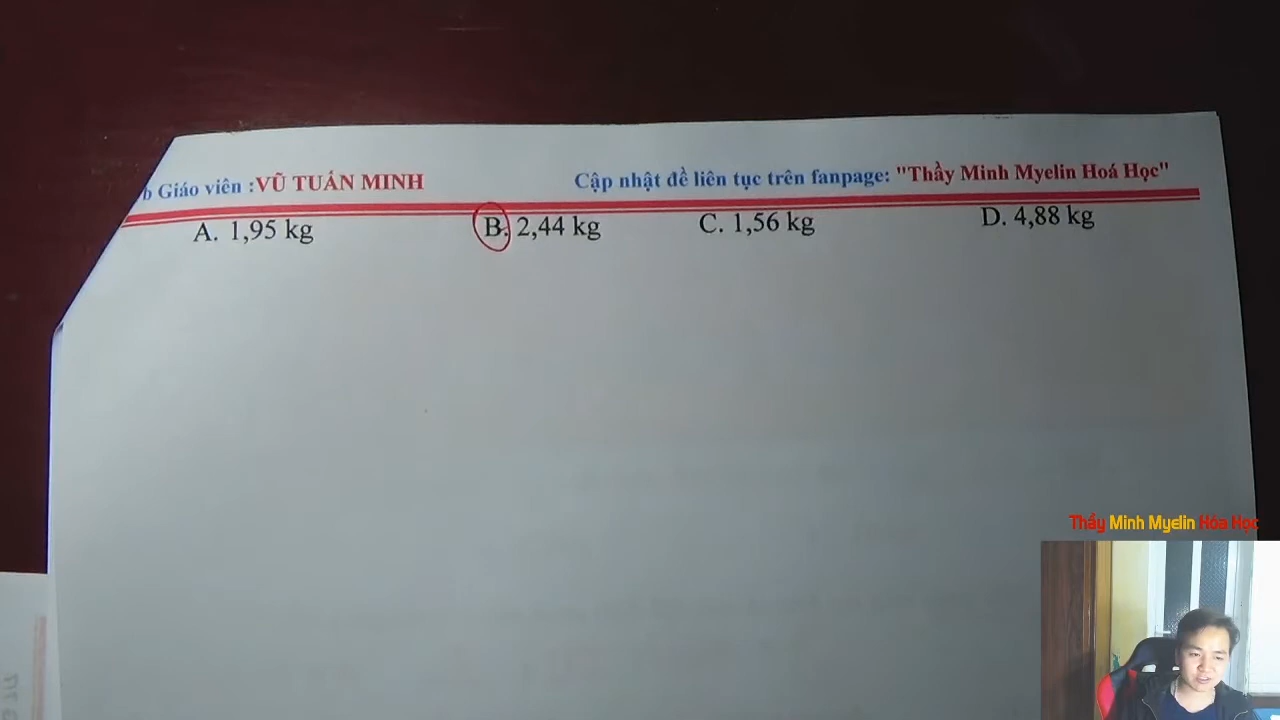 Giáo viên :VŨ TUẤN MINH Cập nhật đề liên tục trên fanpage: "Thầy Minh Myelin Hoá Học"
A. 1,95 kg B. 2,44 kg C. 1,56 kg D. 4,88 kg
Thầy Minh Myelin Hóa Học